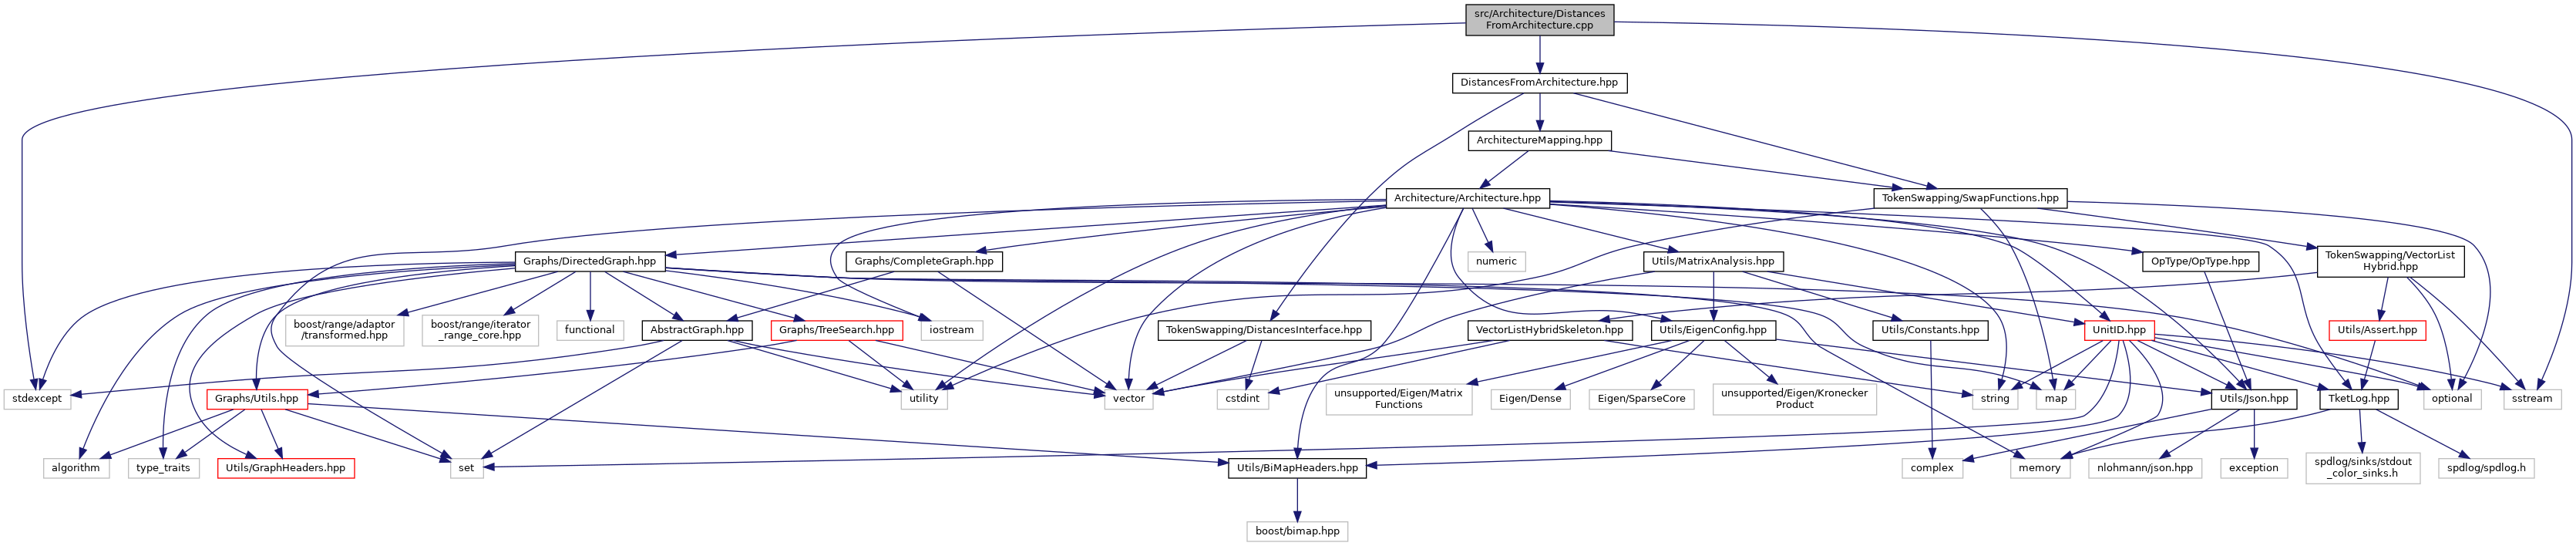 src/Architecture/Distances
FromArchitecture.cpp
DistancesFromArchitecture.hpp
ArchitectureMapping.hpp
Architecture/Architecture.hpp
TokenSwapping/SwapFunctions.hpp
Graphs/DirectedGraph.hpp
Graphs/CompleteGraph.hpp
numeric
Utils/MatrixAnalysis.hpp
OpType/OpType.hpp
TokenSwapping/VectorList
Hybrid.hpp
boost/range/adaptor
/transformed.hpp
boost/range/iterator
_range_core.hpp
functional
AbstractGraph.hpp
Graphs/TreeSearch.hpp
iostream
TokenSwapping/DistancesInterface.hpp
VectorListHybridSkeleton.hpp
Utils/EigenConfig.hpp
Utils/Constants.hpp
UnitID.hpp
Utils/Assert.hpp
stdexcept
Graphs/Utils.hpp
utility
vector
cstdint
unsupported/Eigen/Matrix
Functions
Eigen/Dense
Eigen/SparseCore
unsupported/Eigen/Kronecker
Product
string
map
Utils/Json.hpp
TketLog.hpp
optional
sstream
algorithm
type_traits
Utils/GraphHeaders.hpp
set
Utils/BiMapHeaders.hpp
complex
memory
nlohmann/json.hpp
exception
spdlog/sinks/stdout
_color_sinks.h
spdlog/spdlog.h
boost/bimap.hpp